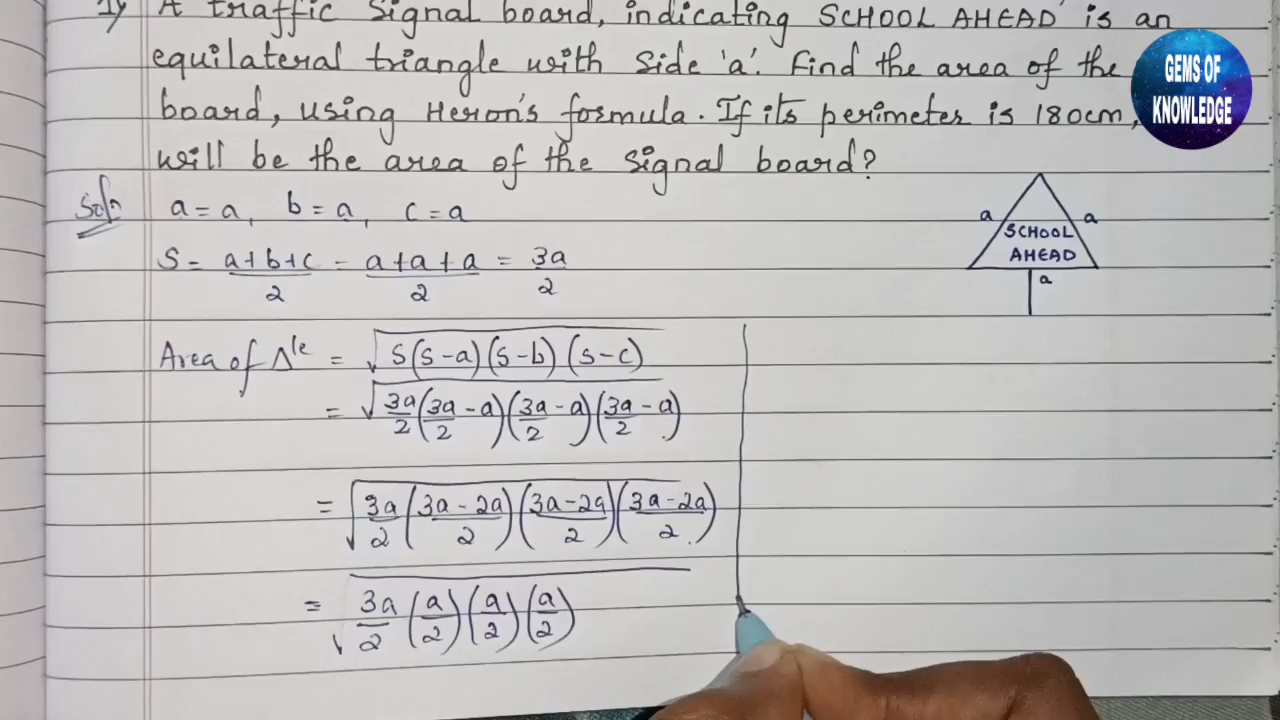 1) A traffic signal board, indicating SCHOOL AHEAD is an
equilateral triangle with side 'a'. Find the area of the
board, using Heron's formula. If its perimeter is 180cm,
will be the area of the signal board?
GEMS OF
KNOWLEDGE
Soln a = a, b = a, c = a
S = a+b+c/2 = a+a+a/2 = 3a/2
a a
SCHOOL
AHEAD
a
Area of Δle = √S(S-a)(S-b)(S-c)
= √3a/2(3a/2-a)(3a/2-a)(3a/2-a)
= √3a/2(3a-2a/2)(3a-2a/2)(3a-2a/2)
= √3a/2(a/2)(a/2)(a/2)